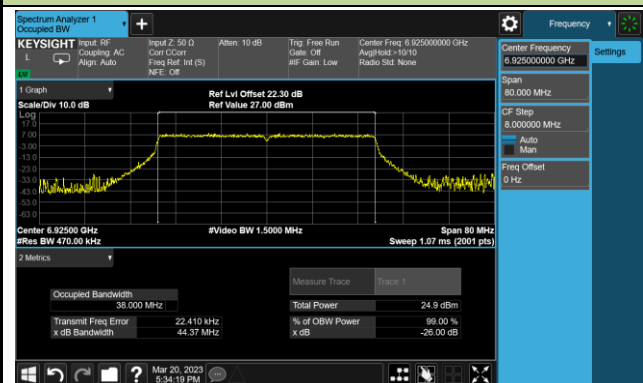 Spectrum Analyzer 1
Occupied BW
Frequency
KEYSIGHT
L
Input: RF
Coupling: AC
Align: Auto
Input Z: 50 Ω
Corr CCorr
Freq Ref: Int (S)
NFE: Off
Atten: 10 dB
Trig: Free Run
Gate: Off
#IF Gain: Low
Center Freq: 6.925000000 GHz
Avg|Hold:>10/10
Radio Std: None
Center Frequency
6.925000000 GHz
Settings
Span
80.000 MHz
CF Step
8.000000 MHz
Auto
Man
Freq Offset
0 Hz
1 Graph
Scale/Div 10.0 dB
Ref Lvl Offset 22.30 dB
Ref Value 27.00 dBm
Log
17.0
7.00
-3.00
-13.0
-23.0
-33.0
-43.0
-53.0
-63.0
Center 6.92500 GHz
#Res BW 470.00 kHz
#Video BW 1.5000 MHz
Span 80 MHz
Sweep 1.07 ms (2001 pts)
2 Metrics
Measure Trace
Trace 1
Occupied Bandwidth
38.000 MHz
Total Power
24.9 dBm
Transmit Freq Error
22.410 kHz
% of OBW Power
99.00 %
x dB Bandwidth
44.37 MHz
x dB
-26.00 dB
Mar 20, 2023
5:34:19 PM